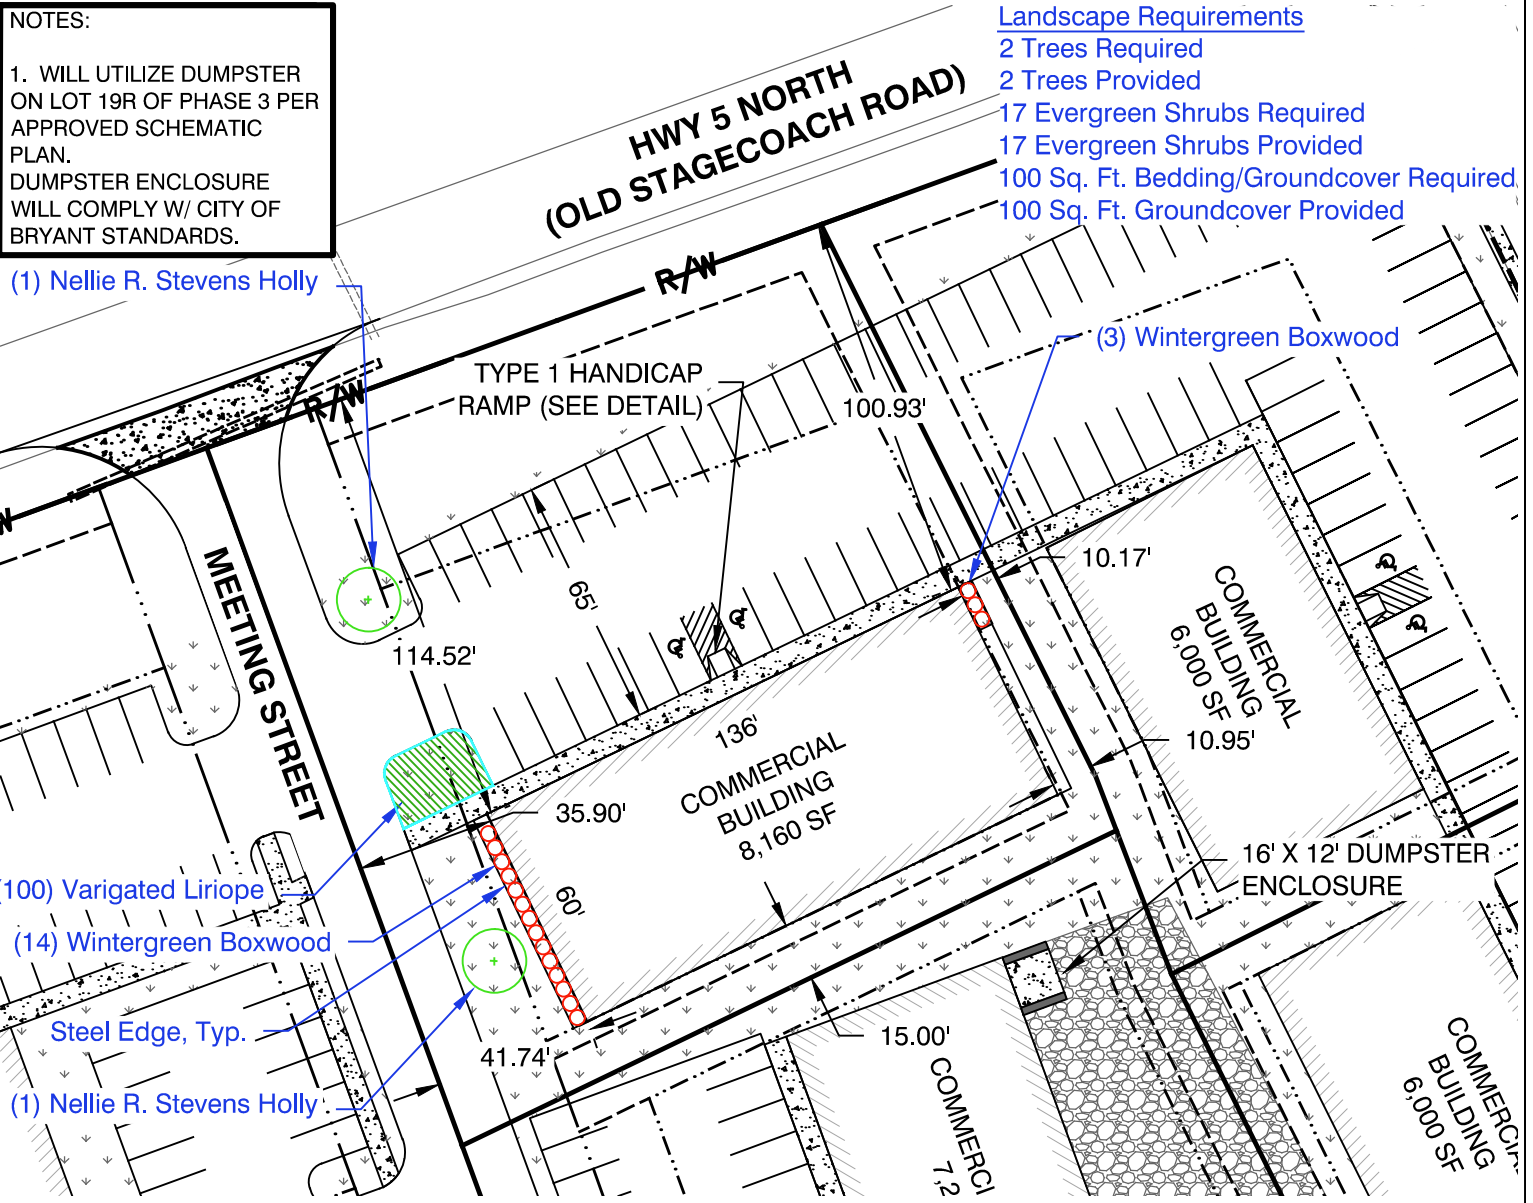 NOTES:
1. WILL UTILIZE DUMPSTER
ON LOT 19R OF PHASE 3 PER
APPROVED SCHEMATIC
PLAN.
DUMPSTER ENCLOSURE
WILL COMPLY W/ CITY OF
BRYANT STANDARDS.
Landscape Requirements
2 Trees Required
2 Trees Provided
17 Evergreen Shrubs Required
17 Evergreen Shrubs Provided
100 Sq. Ft. Bedding/Groundcover Required
100 Sq. Ft. Groundcover Provided
HWY 5 NORTH
(OLD STAGECOACH ROAD)
R/W
(1) Nellie R. Stevens Holly
(3) Wintergreen Boxwood
TYPE 1 HANDICAP
RAMP (SEE DETAIL)
R/W
100.93'
W
MEETING STREET
65'
10.17'
114.52'
COMMERCIAL
BUILDING
6,000 SF
136'
COMMERCIAL
BUILDING
8,160 SF
10.95'
35.90'
60'
16' X 12' DUMPSTER
ENCLOSURE
(100) Varigated Liriope
(14) Wintergreen Boxwood
Steel Edge, Typ.
(1) Nellie R. Stevens Holly
41.74'
15.00'
COMMERCI
7,2
COMMERCIA
BUILDING
6,000 SF